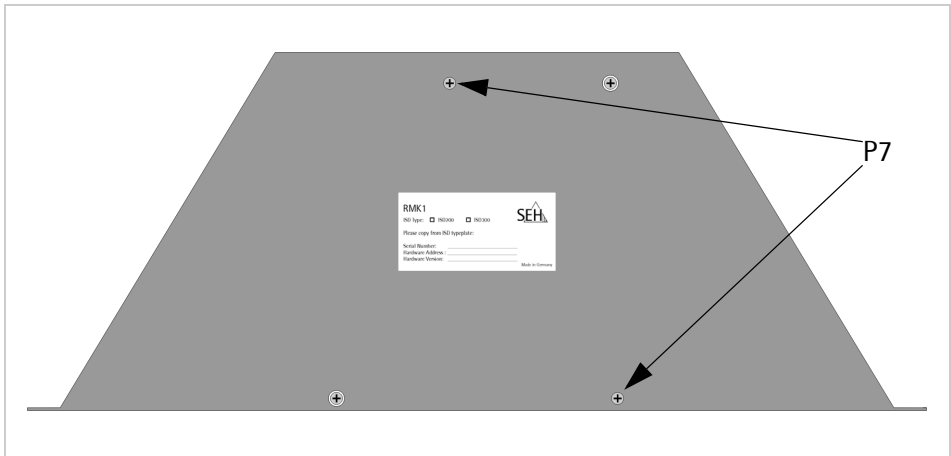 P7
RMK1
SEH
ISD Type: ISD200 ISD300
Please copy from ISD typeplate:
Serial Number:
Hardware Address :
Hardware Version:
Made in Germany